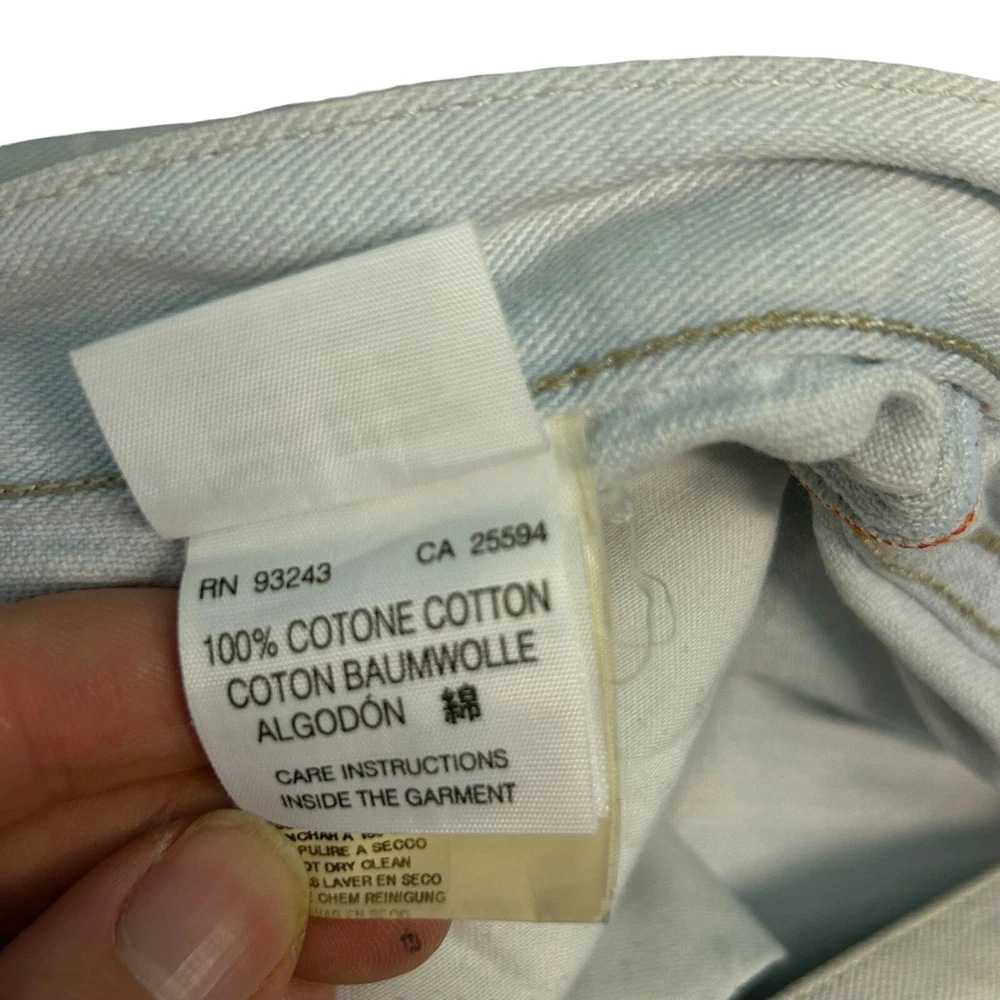 RN 93243 CA 25594
100% COTONE COTTON
COTON BAUMWOLLE
ALGODÓN 綿
CARE INSTRUCTIONS
INSIDE THE GARMENT
PULIRE A SECCO
DRY CLEAN
LAVER EN SECO
CHEM REINIGUNG